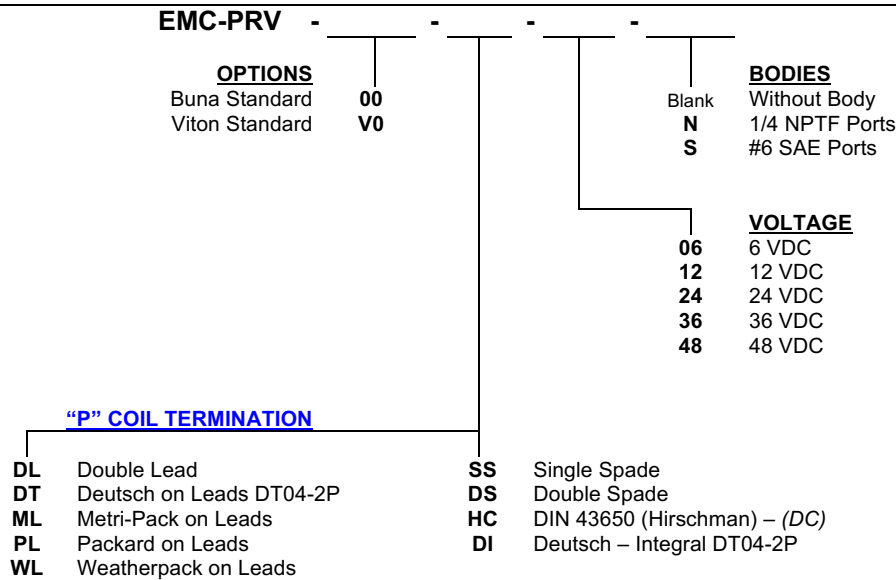 EMC-PRV - ______ - ______ - ______ - ______
OPTIONS
Buna Standard 00
Viton Standard V0
BODIES
Blank Without Body
N 1/4 NPTF Ports
S #6 SAE Ports
VOLTAGE
06 6 VDC
12 12 VDC
24 24 VDC
36 36 VDC
48 48 VDC
“P” COIL TERMINATION
DL Double Lead
DT Deutsch on Leads DT04-2P
ML Metri-Pack on Leads
PL Packard on Leads
WL Weatherpack on Leads
SS Single Spade
DS Double Spade
HC DIN 43650 (Hirschman) – (DC)
DI Deutsch – Integral DT04-2P